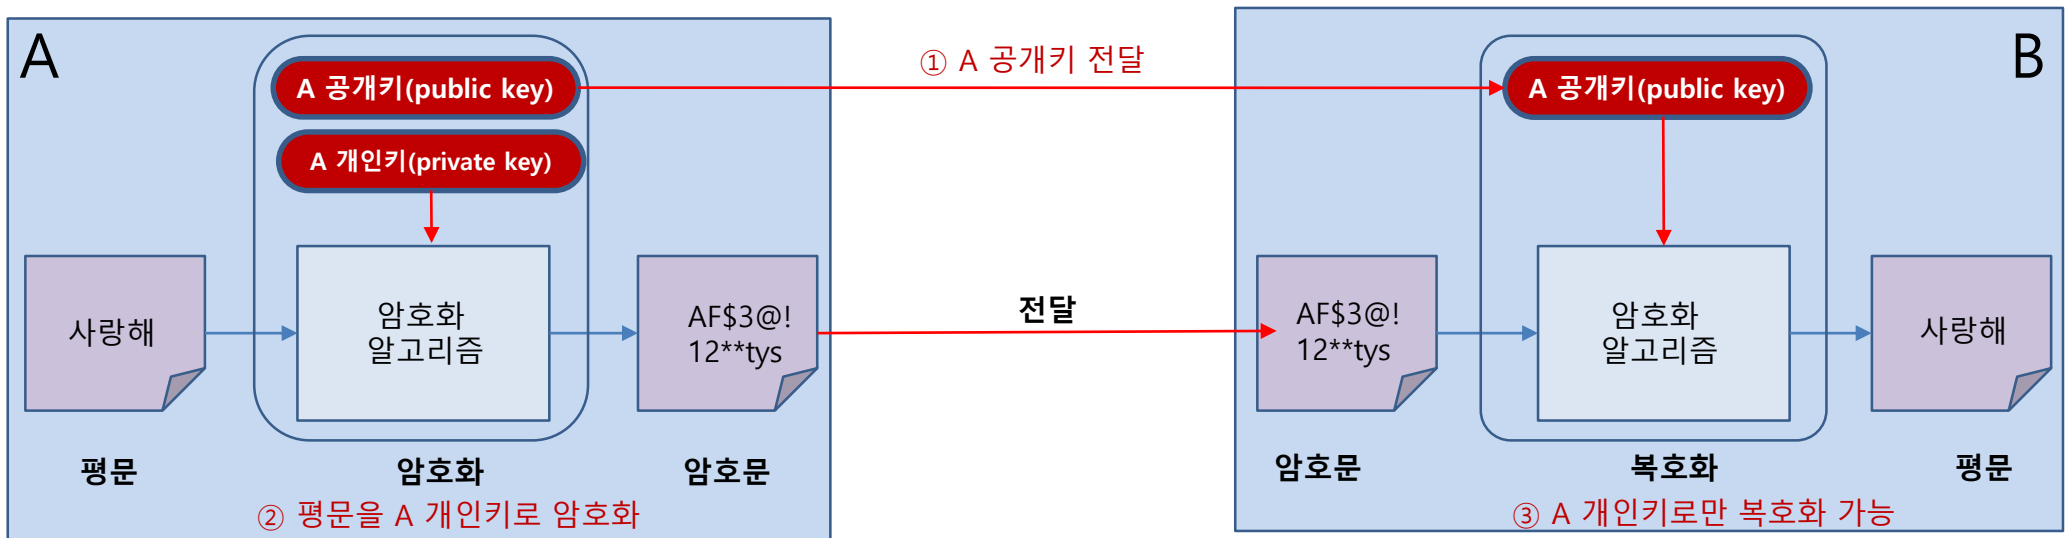 A
A 공개키(public key)
A 개인키(private key)
사랑해
암호화
알고리즘
AF$3@!
12**tys
평문
암호화
암호문
② 평문을 A 개인키로 암호화
① A 공개키 전달
전달
B
A 공개키(public key)
AF$3@!
12**tys
암호화
알고리즘
사랑해
암호문
복호화
평문
③ A 개인키로만 복호화 가능